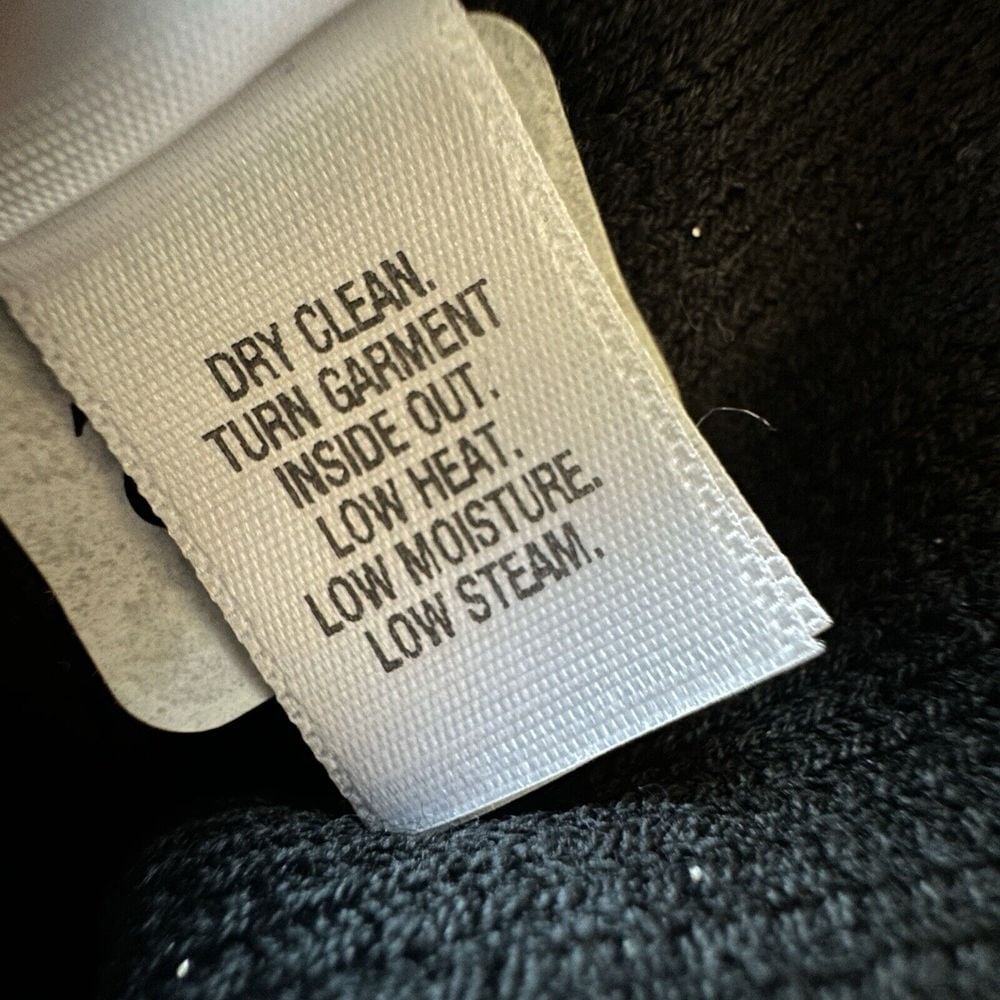 DRY CLEAN.
TURN GARMENT
INSIDE OUT.
LOW HEAT.
LOW MOISTURE.
LOW STEAM.